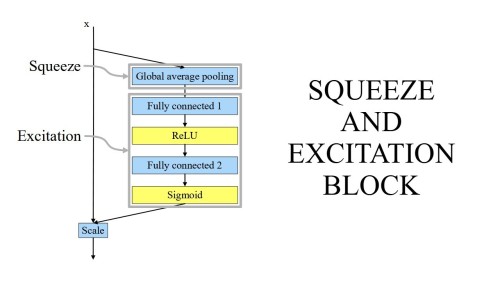 x
Squeeze
Global average pooling
Fully connected 1
Excitation
ReLU
Fully connected 2
Sigmoid
Scale
SQUEEZE
AND
EXCITATION
BLOCK